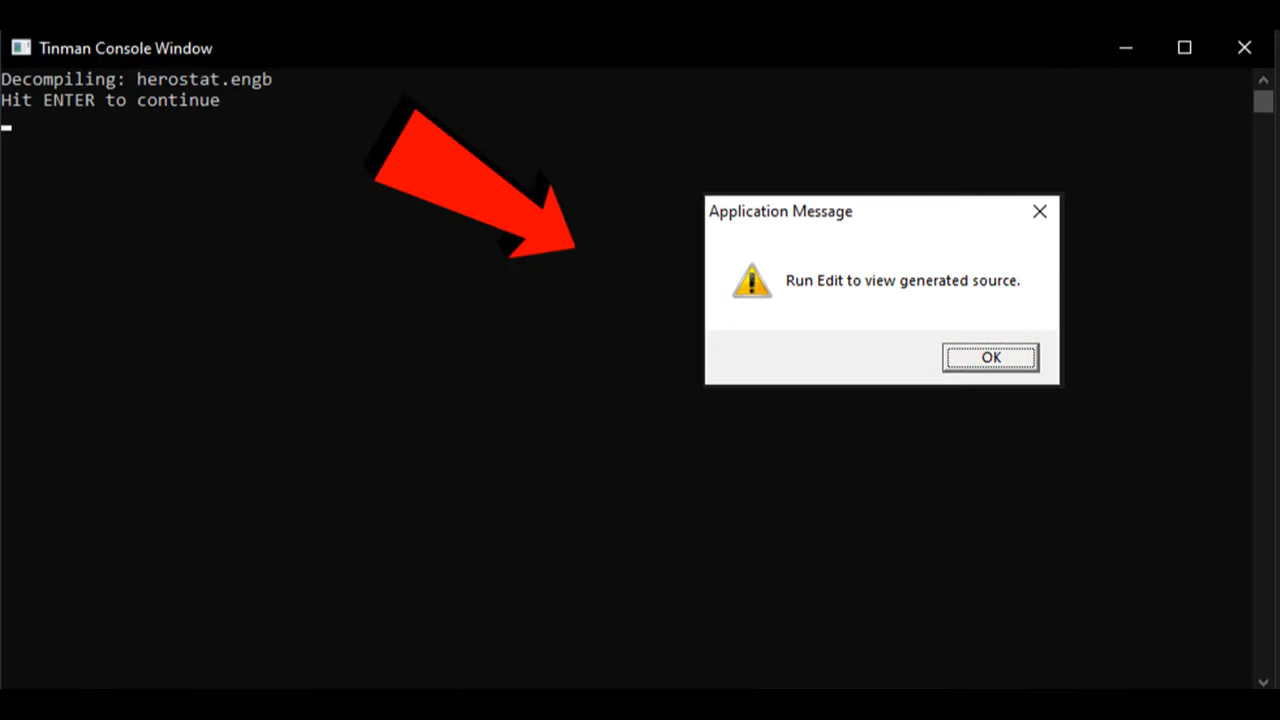 Tinman Console Window
Decompiling: herostat.engb
Hit ENTER to continue
Application Message
Run Edit to view generated source.
OK